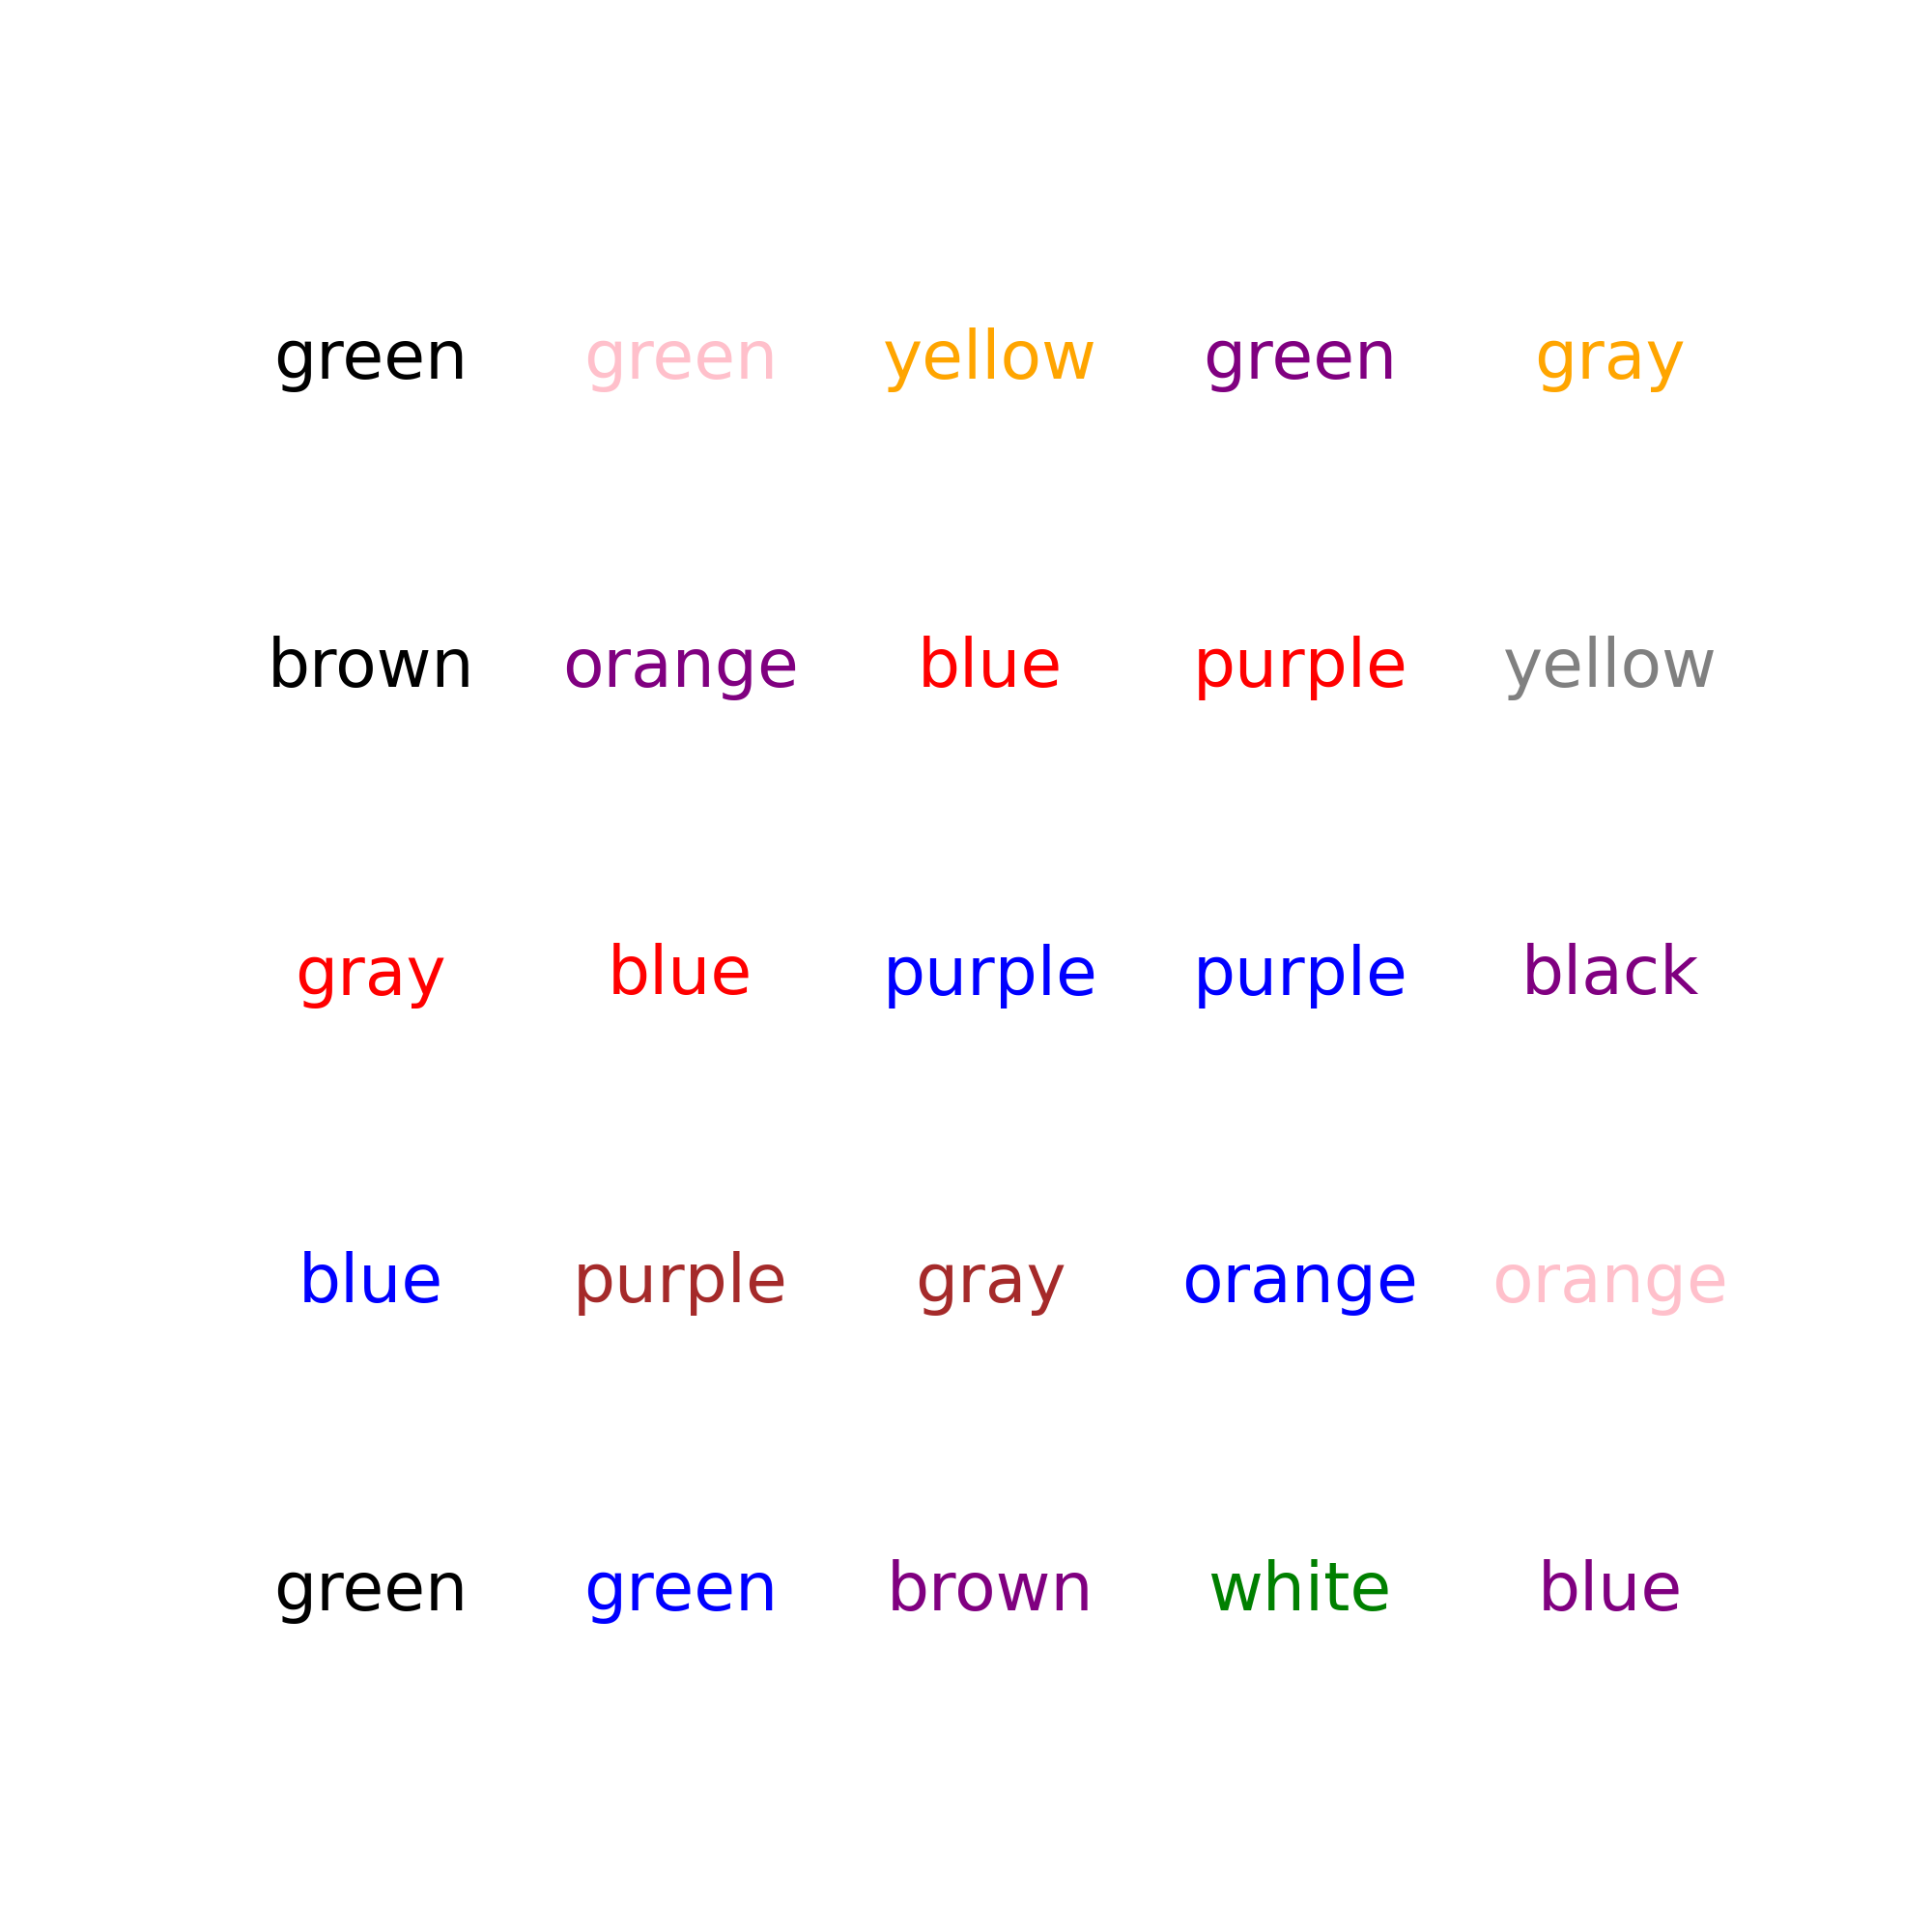 green green yellow green gray
brown orange blue purple yellow
gray blue purple purple black
blue purple gray orange orange
green green brown white blue